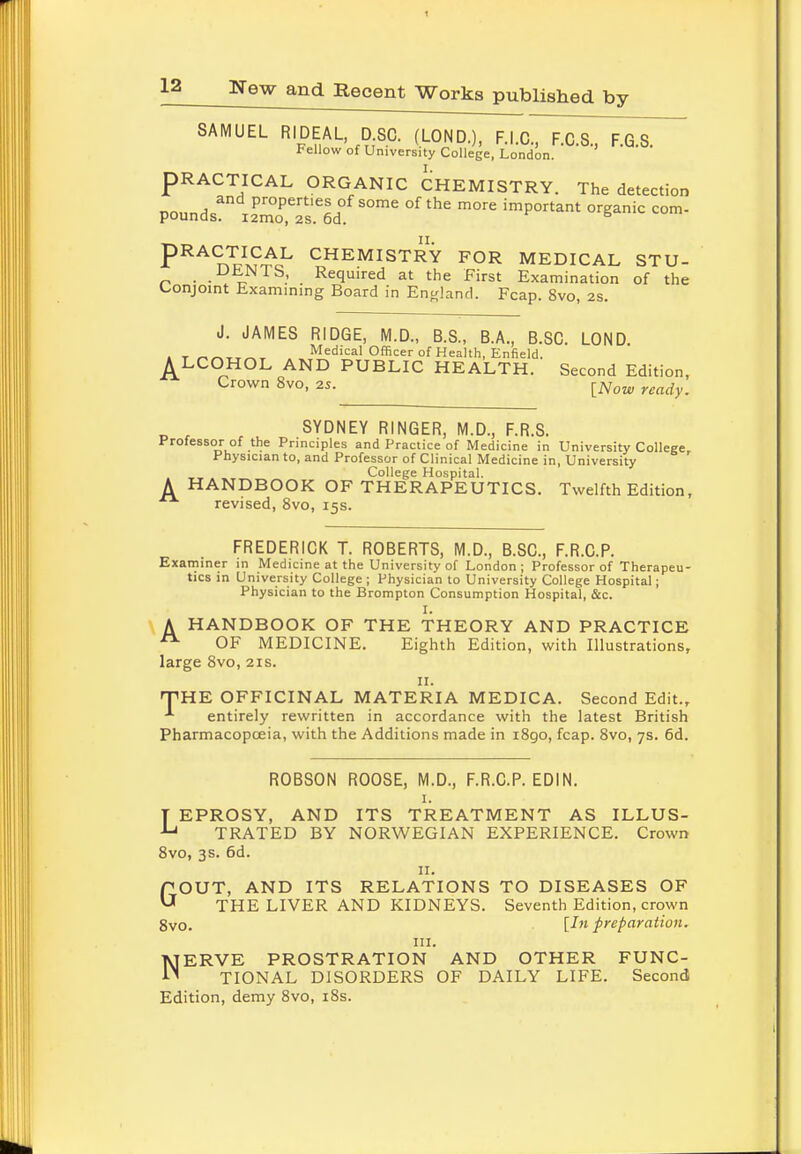 12 New and Recent Works published by
SAMUEL RIDEAL, D.SC. (LOND.), F.I.C., F.C.S., F.G.S.
Fellow of University College, London.
I.
PRACTICAL ORGANIC CHEMISTRY. The detection
and properties of some of the more important organic com-
pounds. 12mo, 2s. 6d.
II.
PRACTICAL CHEMISTRY FOR MEDICAL STU-
DENTS, Required at the First Examination of the
Conjoint Examining Board in England. Fcap. 8vo, 2s.
J. JAMES RIDGE, M.D., B.S., B.A., B.SC. LOND.
Medical Officer of Health, Enfield.
ALCOHOL AND PUBLIC HEALTH. Second Edition,
Crown 8vo, 2s. [Now ready.
SYDNEY RINGER, M.D., F.R.S.
Professor of the Principles and Practice of Medicine in University College,
Physician to, and Professor of Clinical Medicine in, University
College Hospital.
A HANDBOOK OF THERAPEUTICS. Twelfth Edition,
revised, 8vo, 15s.
FREDERICK T. ROBERTS, M.D., B.SC., F.R.C.P.
Examiner in Medicine at the University of London; Professor of Therapeu-
tics in University College; Physician to University College Hospital;
Physician to the Brompton Consumption Hospital, &c.
I.
A HANDBOOK OF THE THEORY AND PRACTICE
OF MEDICINE. Eighth Edition, with Illustrations,
large 8vo, 21s.
II.
THE OFFICINAL MATERIA MEDICA. Second Edit.,
entirely rewritten in accordance with the latest British
Pharmacopœia, with the Additions made in 1890, fcap. 8vo, 7s. 6d.
ROBSON ROOSE, M.D., F.R.C.P. EDIN.
I.
LEPROSY, AND ITS TREATMENT AS ILLUS-
TRATED BY NORWEGIAN EXPERIENCE. Crown
8vo, 3s. 6d.
II.
GOUT, AND ITS RELATIONS TO DISEASES OF
THE LIVER AND KIDNEYS. Seventh Edition, crown
8vo. [In preparation.
III.
NERVE PROSTRATION AND OTHER FUNC-
TIONAL DISORDERS OF DAILY LIFE. Second
Edition, demy 8vo, 18s.